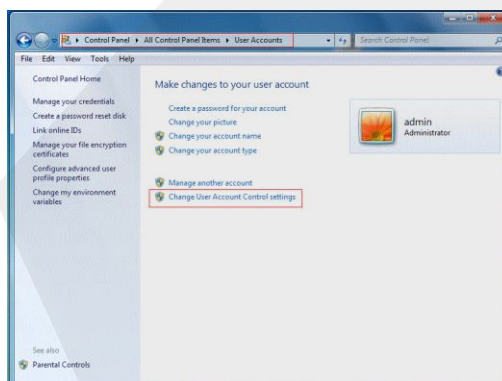 Control Panel ▸ All Control Panel Items ▸ User Accounts
Search Control Panel
File Edit View Tools Help
Control Panel Home
Manage your credentials
Create a password reset disk
Link online IDs
Manage your file encryption
certificates
Configure advanced user
profile properties
Change my environment
variables
See also
Parental Controls
Make changes to your user account
Create a password for your account
Change your picture
Change your account name
Change your account type
Manage another account
Change User Account Control settings
admin
Administrator